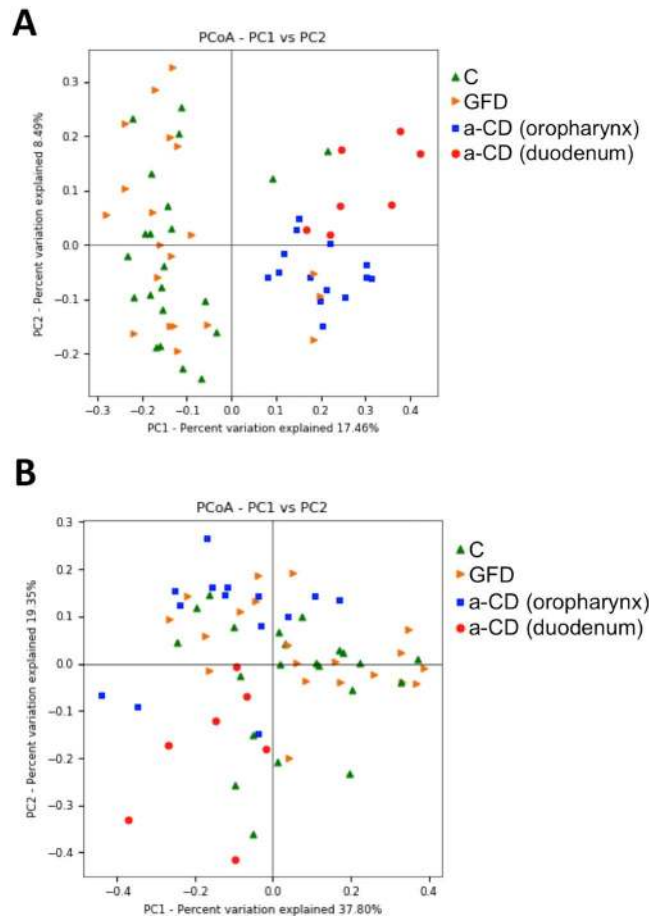 A
PCoA - PC1 vs PC2
0.3
0.2
0.1
0.0
−0.1
−0.2
PC2 - Percent variation explained 8.49%
−0.3 −0.2 −0.1 0.0 0.1 0.2 0.3 0.4
PC1 - Percent variation explained 17.46%
C
GFD
a-CD (oropharynx)
a-CD (duodenum)
B
PCoA - PC1 vs PC2
0.3
0.2
0.1
0.0
−0.1
−0.2
−0.3
−0.4
PC2 - Percent variation explained 19.35%
−0.4 −0.2 0.0 0.2 0.4
PC1 - Percent variation explained 37.80%
C
GFD
a-CD (oropharynx)
a-CD (duodenum)